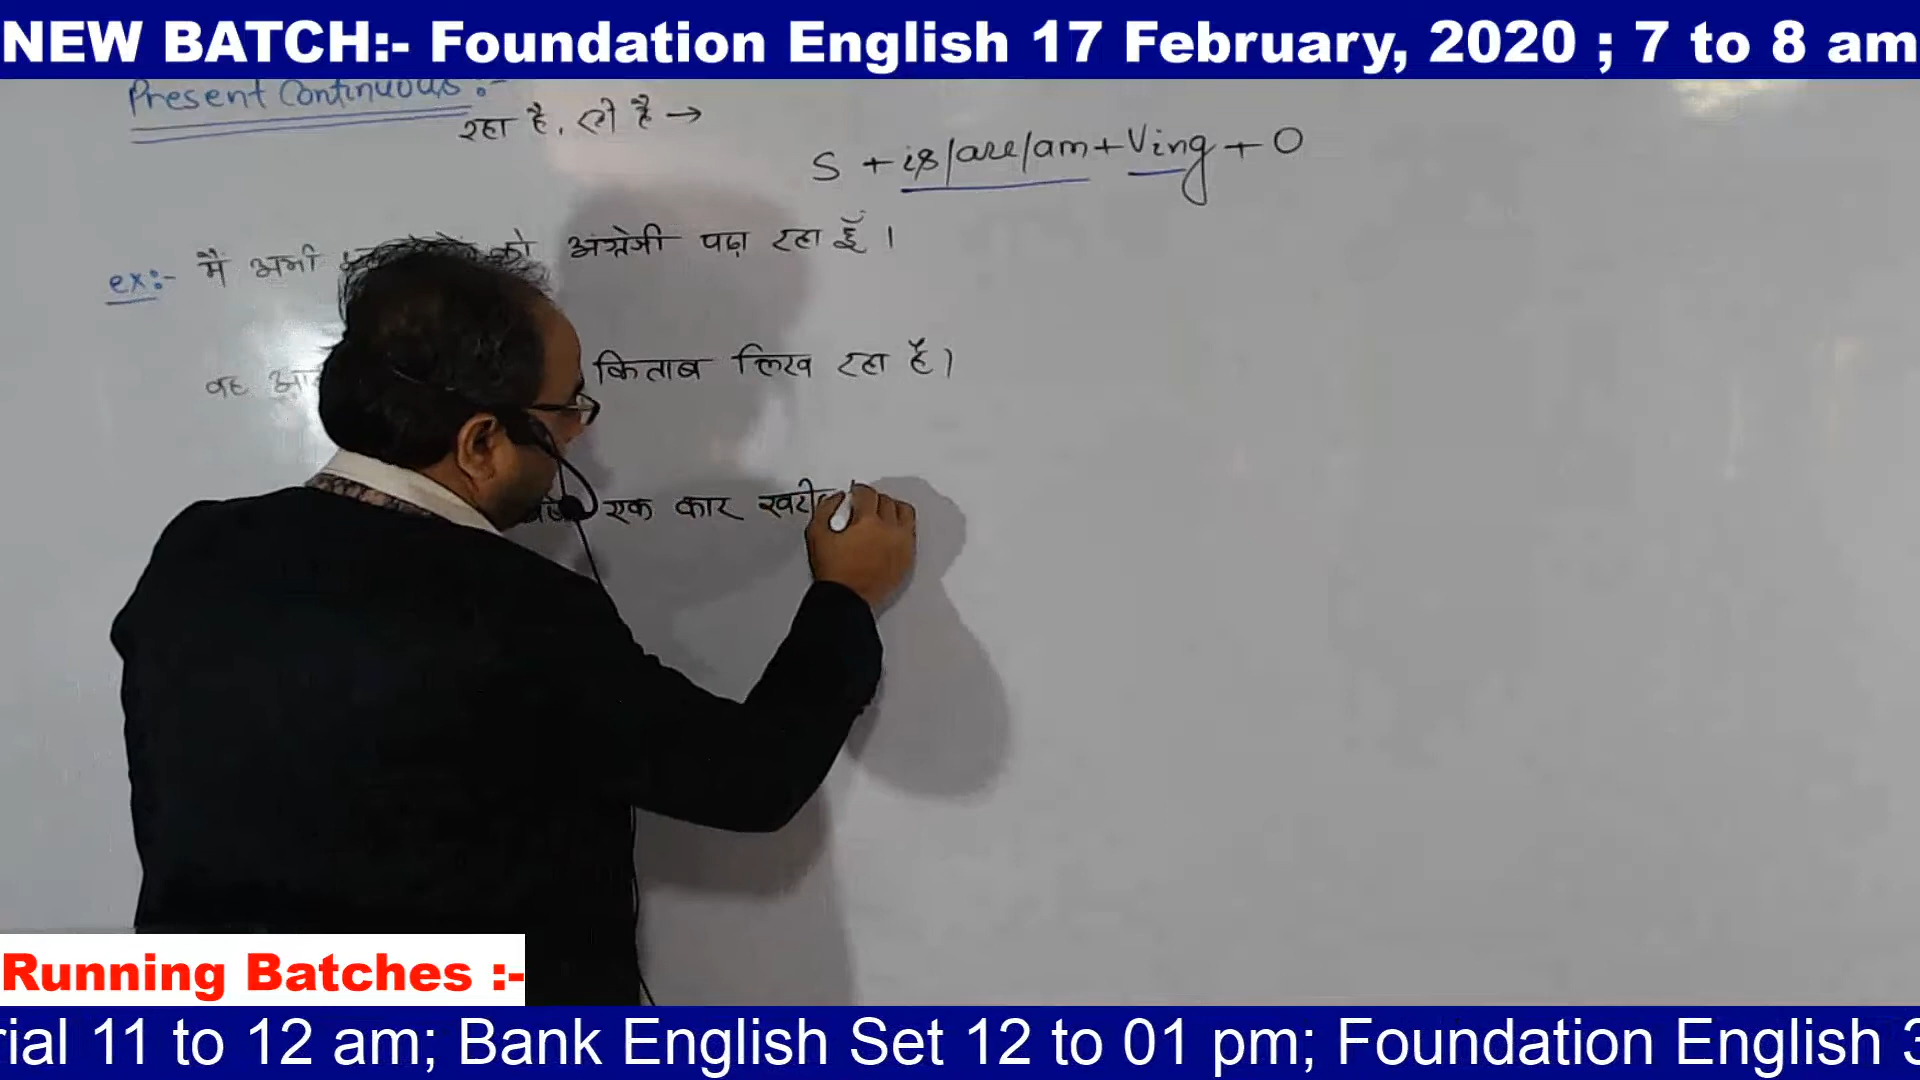 NEW BATCH:- Foundation English 17 February, 2020 ; 7 to 8 am
Present Continuous :-
रहा है, रही है →
S + is/are/am + Ving + O
ex:- मैं अभी को अंग्रेजी पढ़ा रहा हूँ ।
वह किताब लिख रहा है।
एक कार
Running Batches :-
rial 11 to 12 am; Bank English Set 12 to 01 pm; Foundation English 3